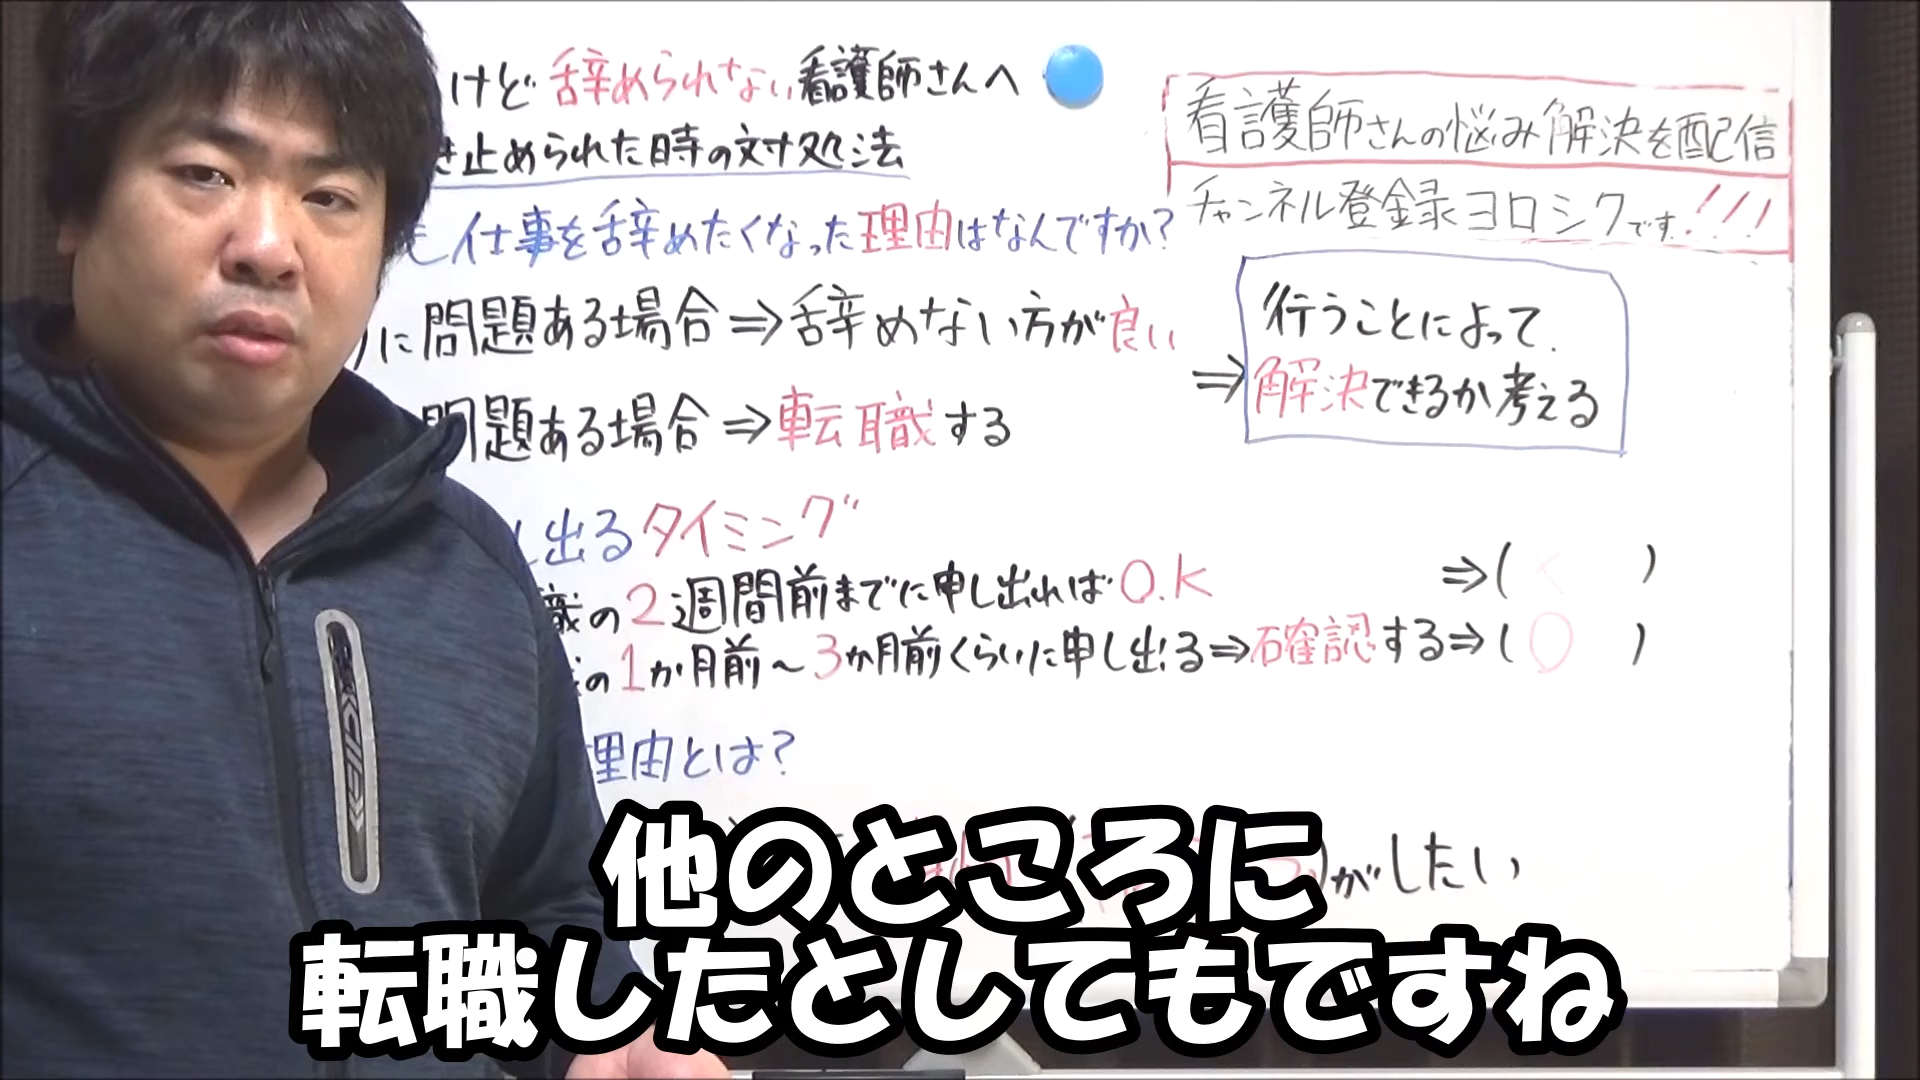 けど辞められない看護師さんへ
き止められた時の対処法
も仕事を辞めたくなった理由はなんですか?
に問題ある場合⇒辞めない方が良い
問題ある場合⇒転職する
看護師さんの悩み解決を配信
チャンネル登録ヨロシクです!!!
⇒
行うことによって
解決できるか考える
し出るタイミング
職の2週間前までに申し出ればO.K ⇒( )
の1か月前~3か月前くらいに申し出る⇒確認する⇒(○ )
理由とは?
)がしたい
他のところに
転職したとしてもですね